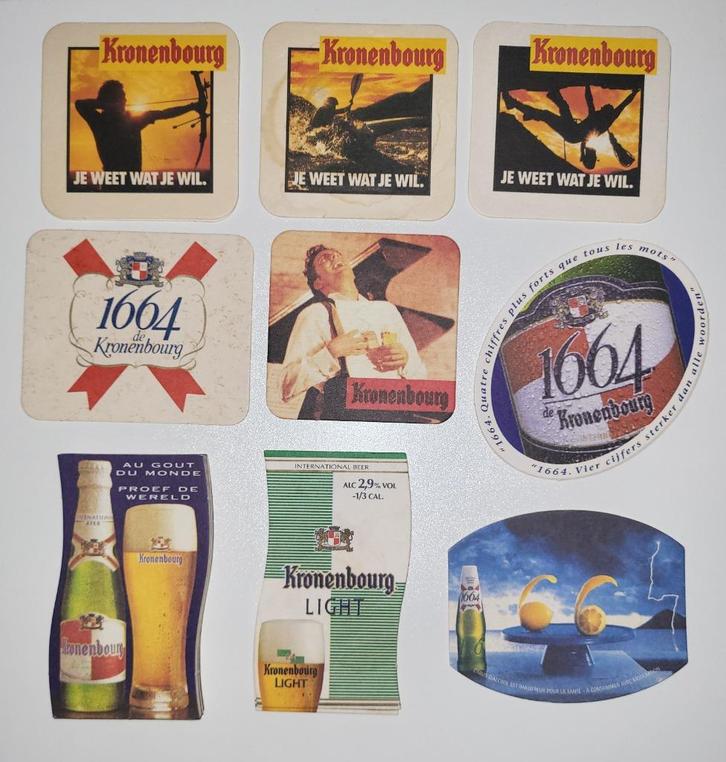 Kronenbourg
JE WEET WAT JE WIL.
Kronenbourg
JE WEET WAT JE WIL.
Kronenbourg
JE WEET WAT JE WIL.
1664
de
Kronenbourg
Kronenbourg
"1664. Quatre chiffres plus forts que tous les mots"
1664
de Kronenbourg
"1664. Vier cijfers sterker dan alle woorden"
AU GOUT
DU MONDE
PROEF DE
WERELD
Kronenbourg
Kronenbourg
INTERNATIONAL BEER
ALC 2,9% VOL
-1/3 CAL.
Kronenbourg
LIGHT
Kronenbourg
LIGHT
1664